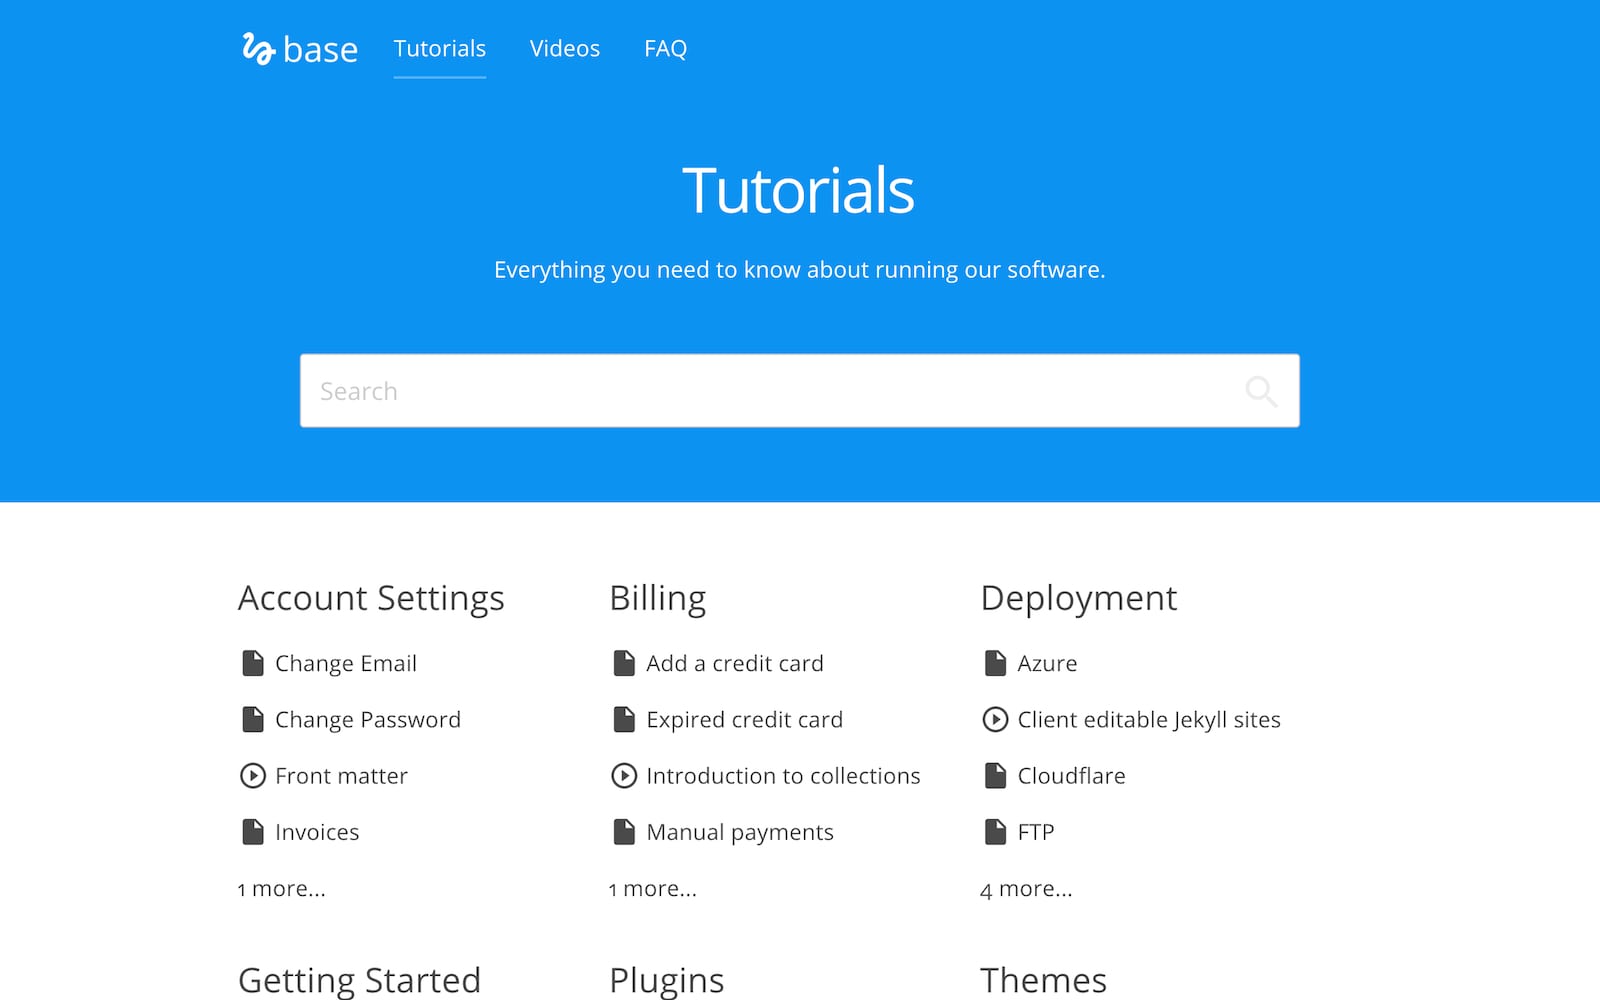 base
Tutorials
Videos
FAQ
Tutorials
Everything you need to know about running our software.
Search
Account Settings
Change Email
Change Password
Front matter
Invoices
1 more...
Billing
Add a credit card
Expired credit card
Introduction to collections
Manual payments
1 more...
Deployment
Azure
Client editable Jekyll sites
Cloudflare
FTP
4 more...
Getting Started
Plugins
Themes